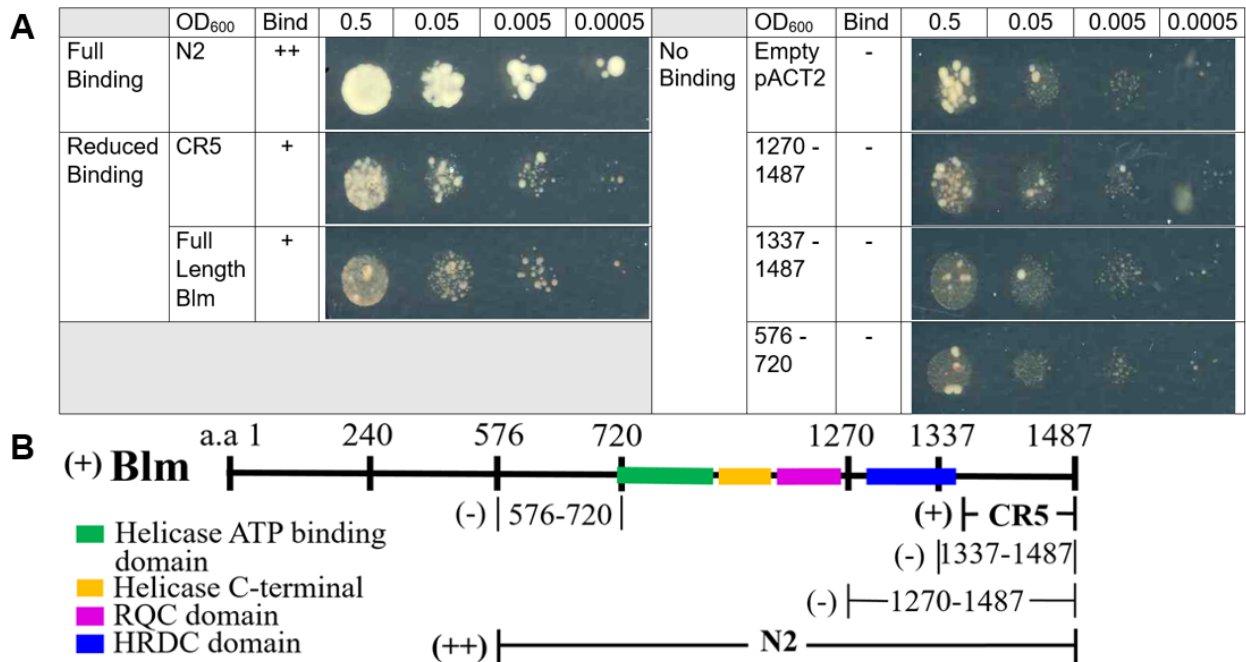 A
OD600 Bind 0.5 0.05 0.005 0.0005 OD600 Bind 0.5 0.05 0.005 0.0005
Full Binding N2 ++ No Binding Empty pACT2 -
Reduced Binding CR5 + 1270 - 1487 -
Full Length Blm + 1337 - 1487 -
576 - 720 -
B
a.a 1 240 576 720 1270 1337 1487
(+) Blm
(-) 576-720 (+) CR5
Helicase ATP binding
domain
(-) 1337-1487
Helicase C-terminal
(-) 1270-1487
RQC domain
HRDC domain
(++) N2